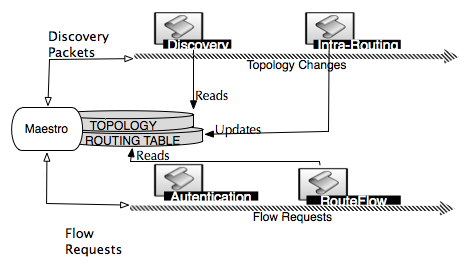 Discovery
Packets
Discovery
Intra-Routing
Topology Changes
Reads
Maestro
TOPOLOGY
ROUTING TABLE
Updates
Reads
Autentication
RouteFlow
Flow Requests
Flow
Requests